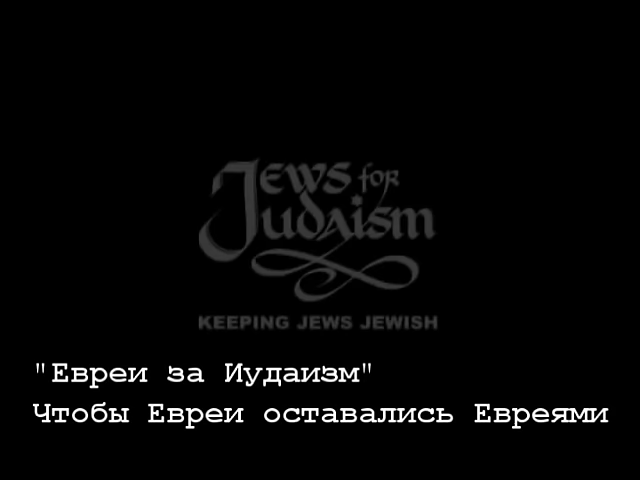 Jews for
Judaism
KEEPING JEWS JEWISH
"Евреи за Иудаизм"
Чтобы Евреи оставались Евреями